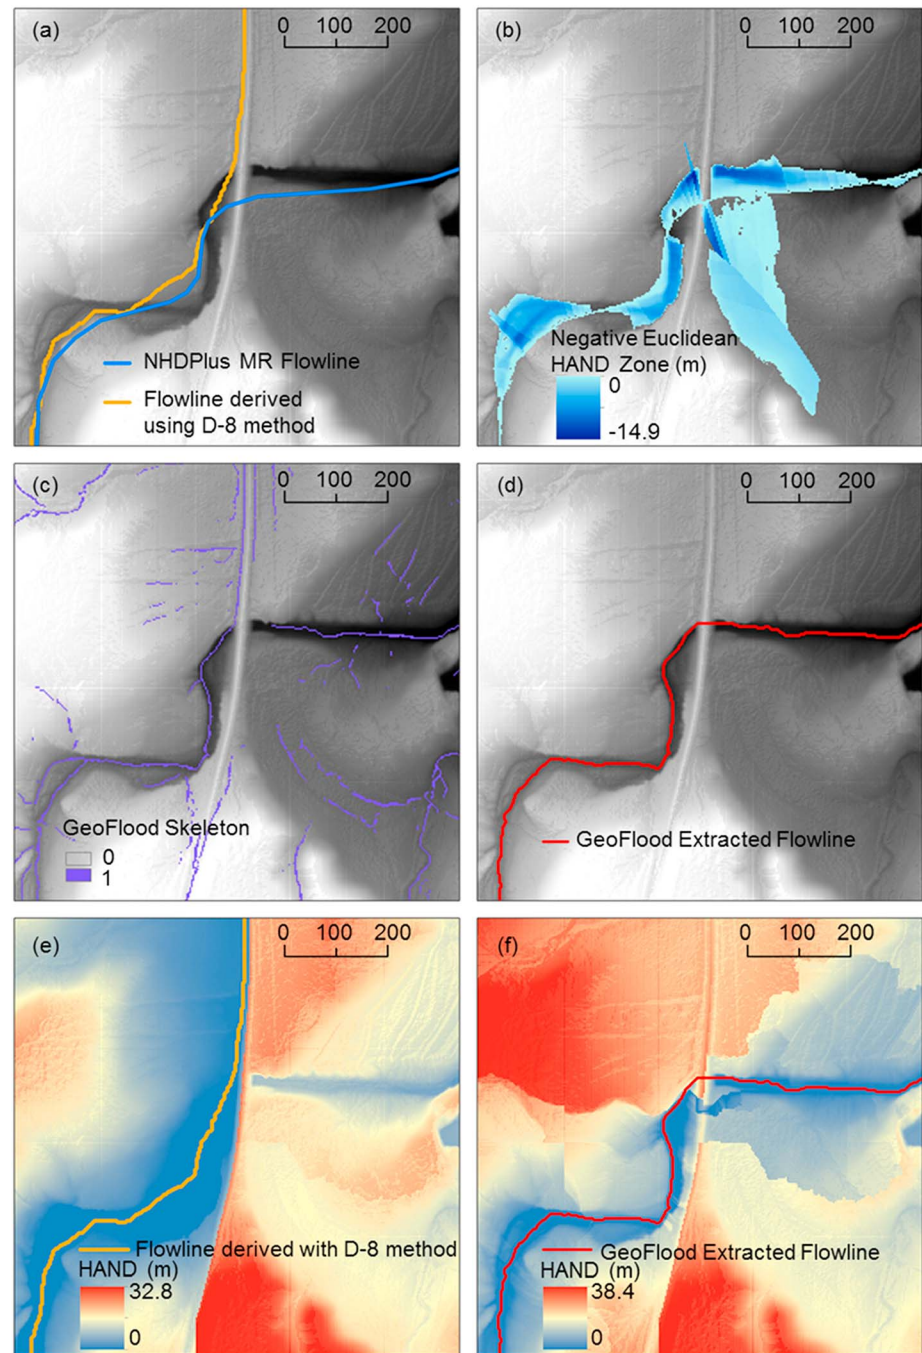 (a)
0 100 200
NHDPlus MR Flowline
Flowline derived
using D-8 method
(b)
0 100 200
Negative Euclidean
HAND Zone (m)
0
-14.9
(c)
0 100 200
GeoFlood Skeleton
0
1
(d)
0 100 200
GeoFlood Extracted Flowline
(e)
0 100 200
Flowline derived with D-8 method
HAND (m)
32.8
0
(f)
0 100 200
GeoFlood Extracted Flowline
HAND (m)
38.4
0